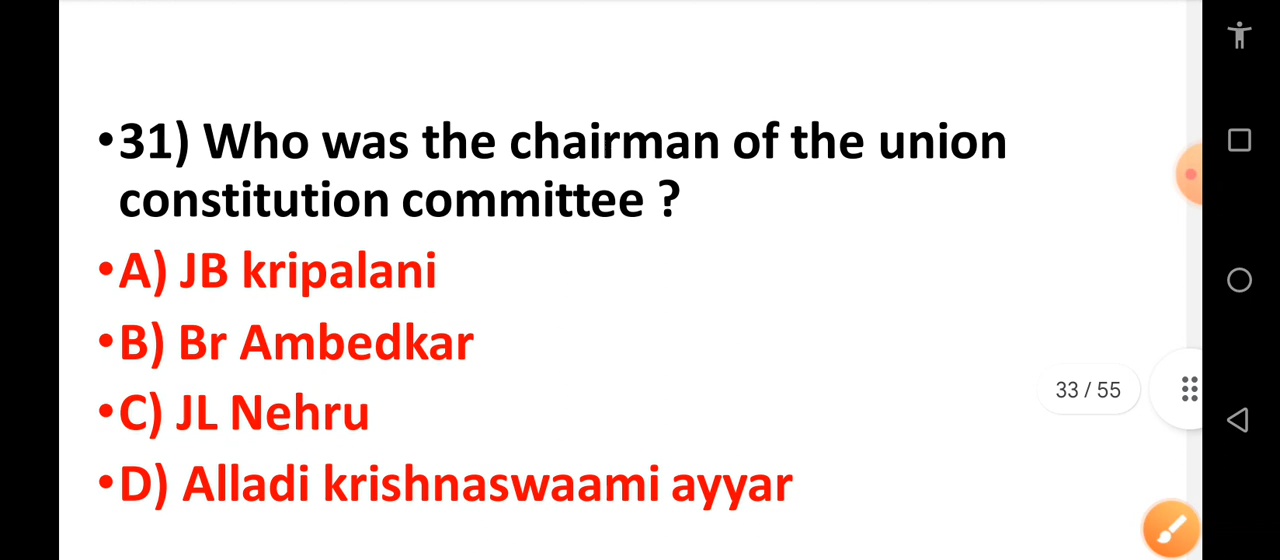 •31) Who was the chairman of the union
constitution committee ?
•A) JB kripalani
•B) Br Ambedkar
•C) JL Nehru
•D) Alladi krishnaswaami ayyar
33 / 55